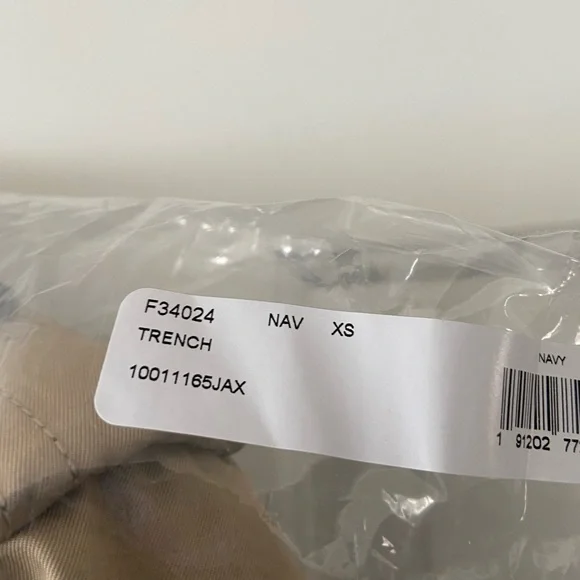 F34024 NAV XS
TRENCH
10011165JAX
NAVY
1 91202 77